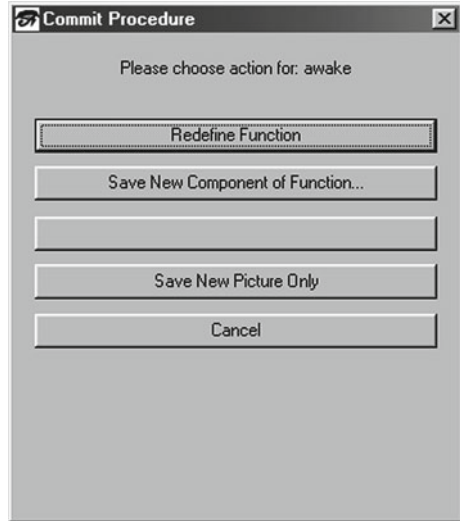 Commit Procedure
Please choose action for: awake
Redefine Function
Save New Component of Function...
Save New Picture Only
Cancel